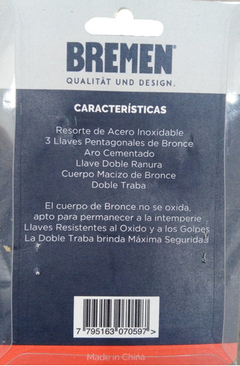 BREMEN®
QUALITÄT UND DESIGN.
CARACTERÍSTICAS
Resorte de Acero Inoxidable
3 Llaves Pentagonales de Bronce
Aro Cementado
Llave Doble Ranura
Cuerpo Macizo de Bronce
Doble Traba
El cuerpo de Bronce no se oxida,
apto para permanecer a la intemperie
Llaves Resistentes al Oxido y a los Golpes
La Doble Traba brinda Máxima Seguridad
7 795163 070597 >
Made in China